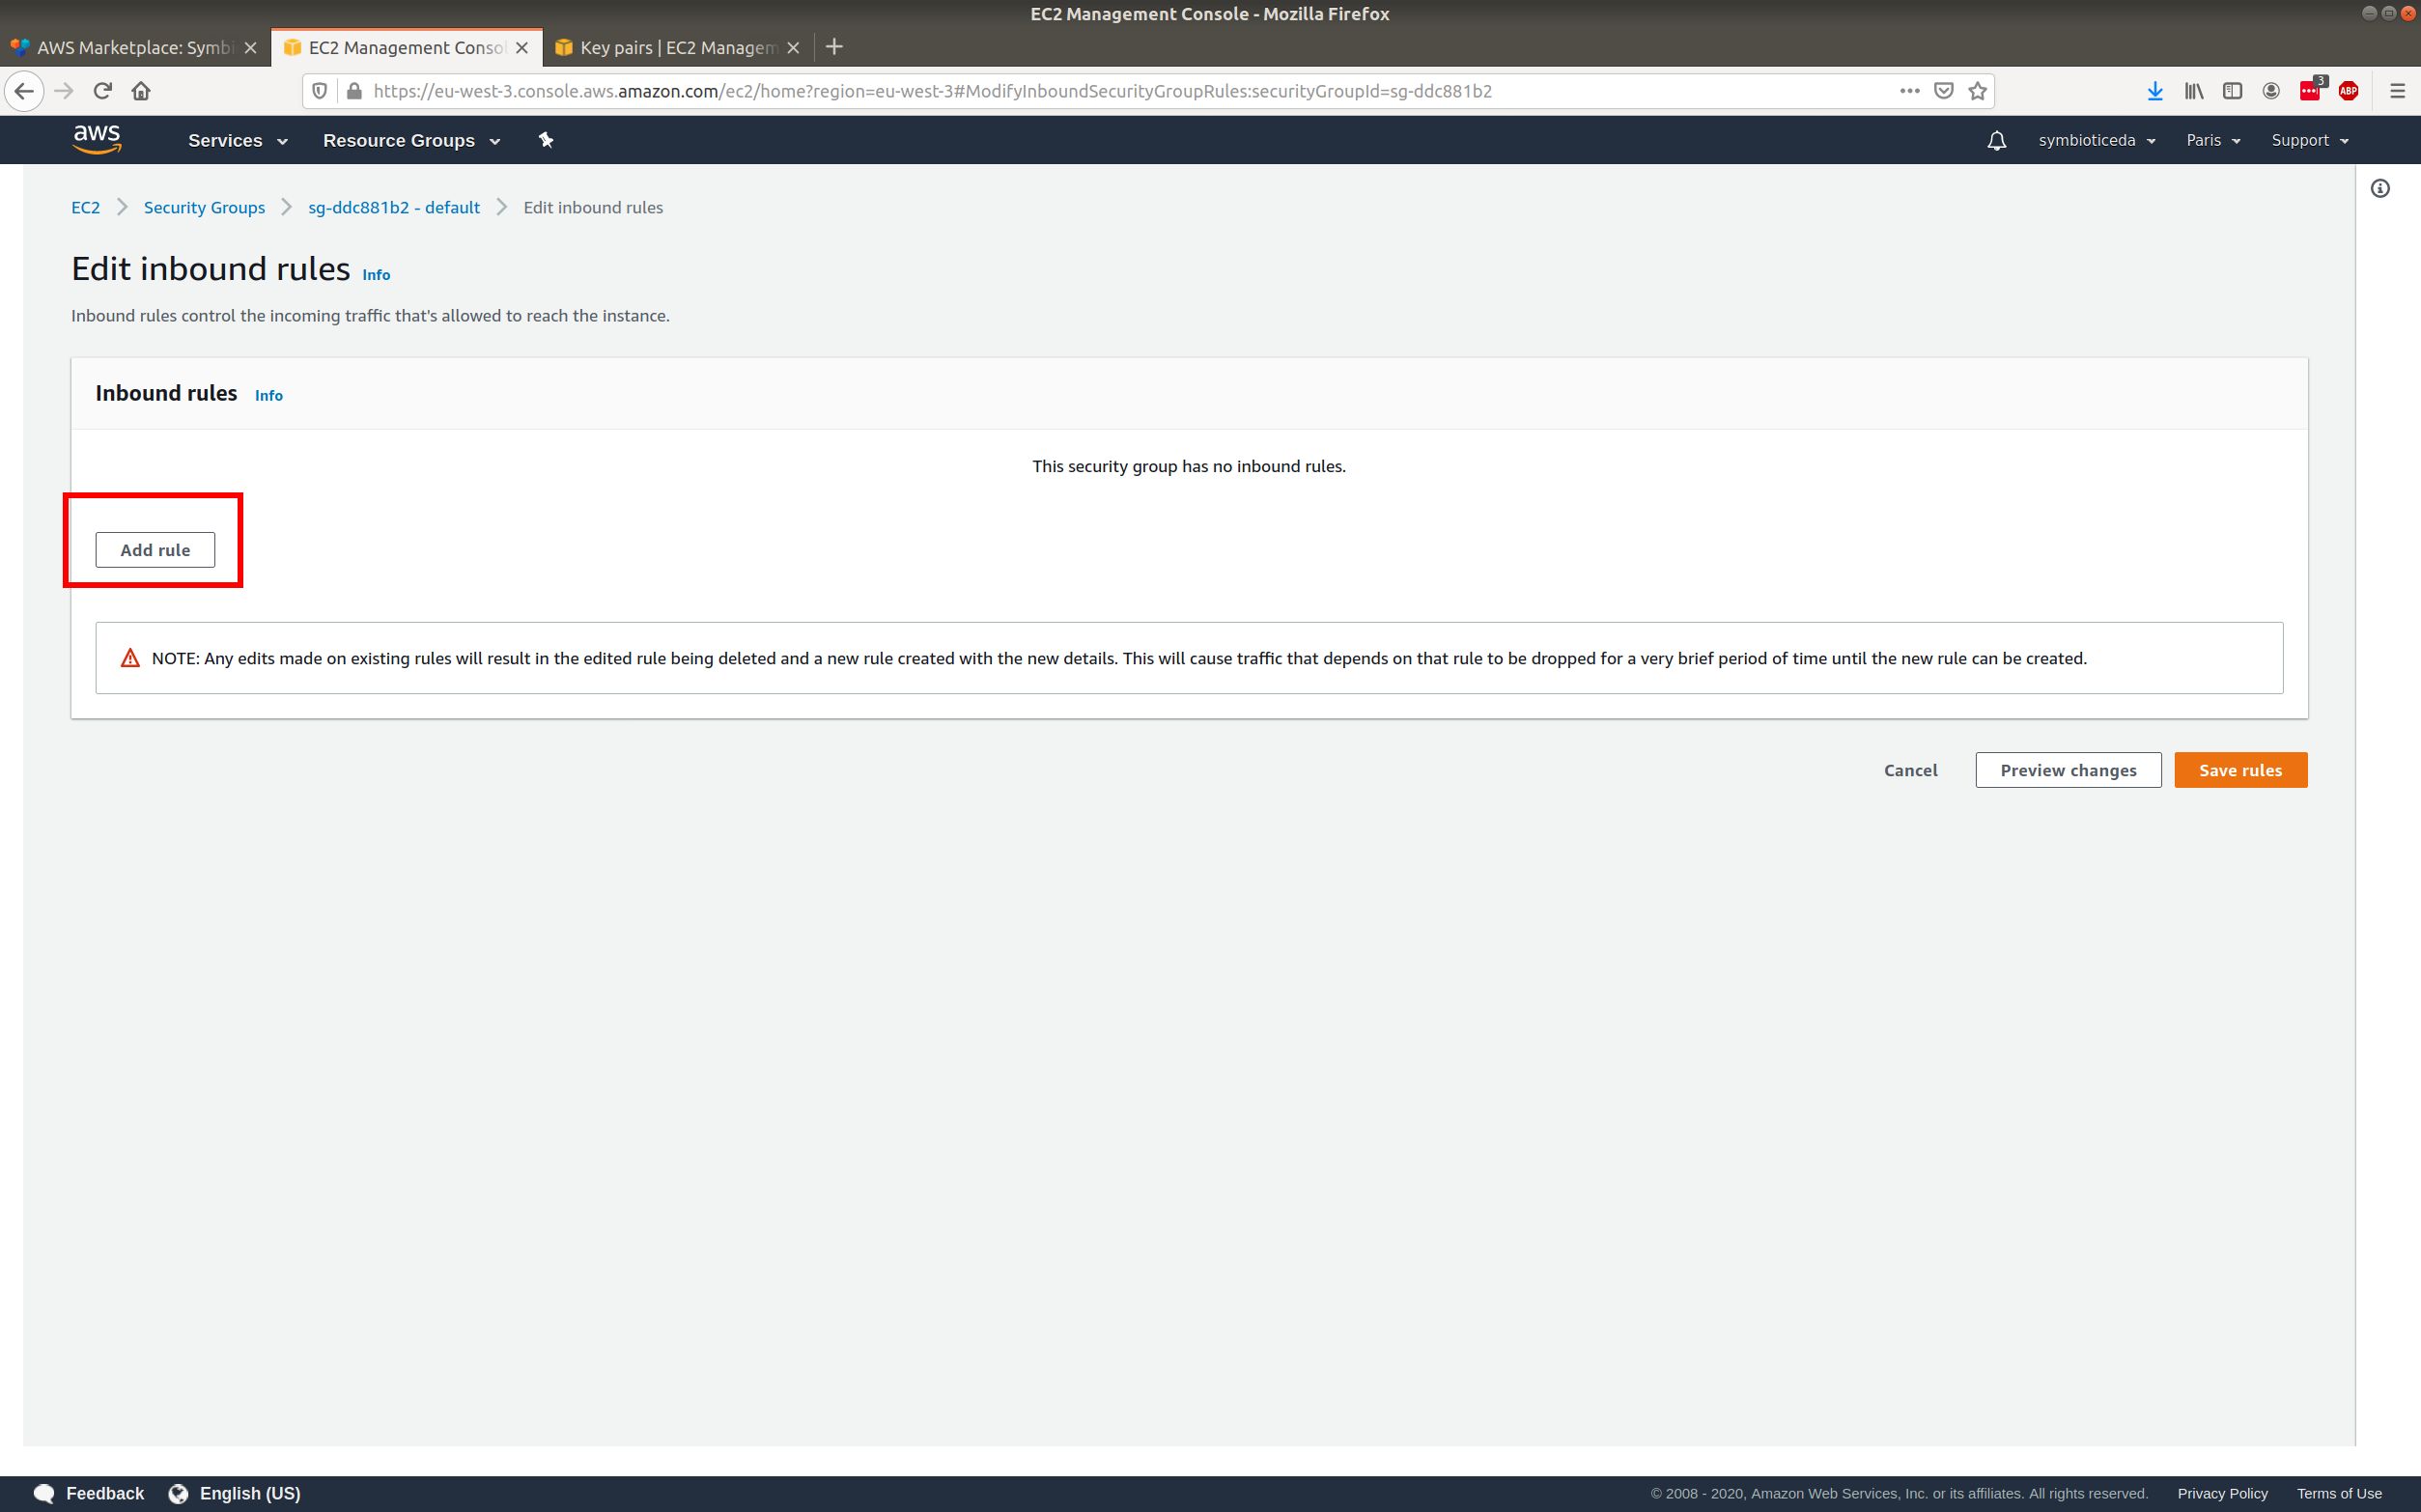 EC2 Management Console - Mozilla Firefox
AWS Marketplace: Symbi
EC2 Management Consol
Key pairs | EC2 Managem
https://eu-west-3.console.aws.amazon.com/ec2/home?region=eu-west-3#ModifyInboundSecurityGroupRules:securityGroupId=sg-ddc881b2
3
ABP
aws
Services
Resource Groups
symbioticeda
Paris
Support
EC2 > Security Groups > sg-ddc881b2 - default > Edit inbound rules
Edit inbound rules Info
Inbound rules control the incoming traffic that's allowed to reach the instance.
Inbound rules Info
This security group has no inbound rules.
Add rule
NOTE: Any edits made on existing rules will result in the edited rule being deleted and a new rule created with the new details. This will cause traffic that depends on that rule to be dropped for a very brief period of time until the new rule can be created.
Cancel
Preview changes
Save rules
Feedback
English (US)
© 2008 - 2020, Amazon Web Services, Inc. or its affiliates. All rights reserved.
Privacy Policy
Terms of Use